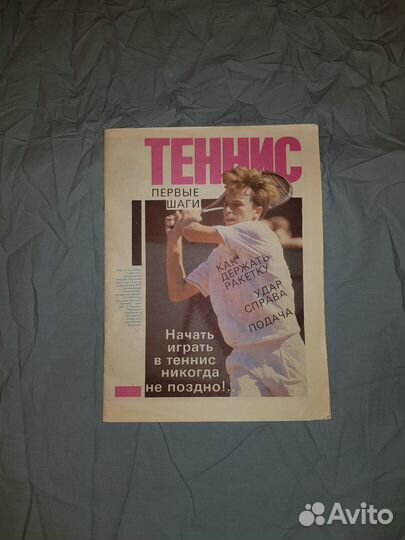 ТЕННИС
ПЕРВЫЕ
ШАГИ
КАК
ДЕРЖАТЬ
РАКЕТКУ
УДАР
СПРАВА
ПОДАЧА
Начать
играть
в теннис
никогда
не поздно!..
Avito